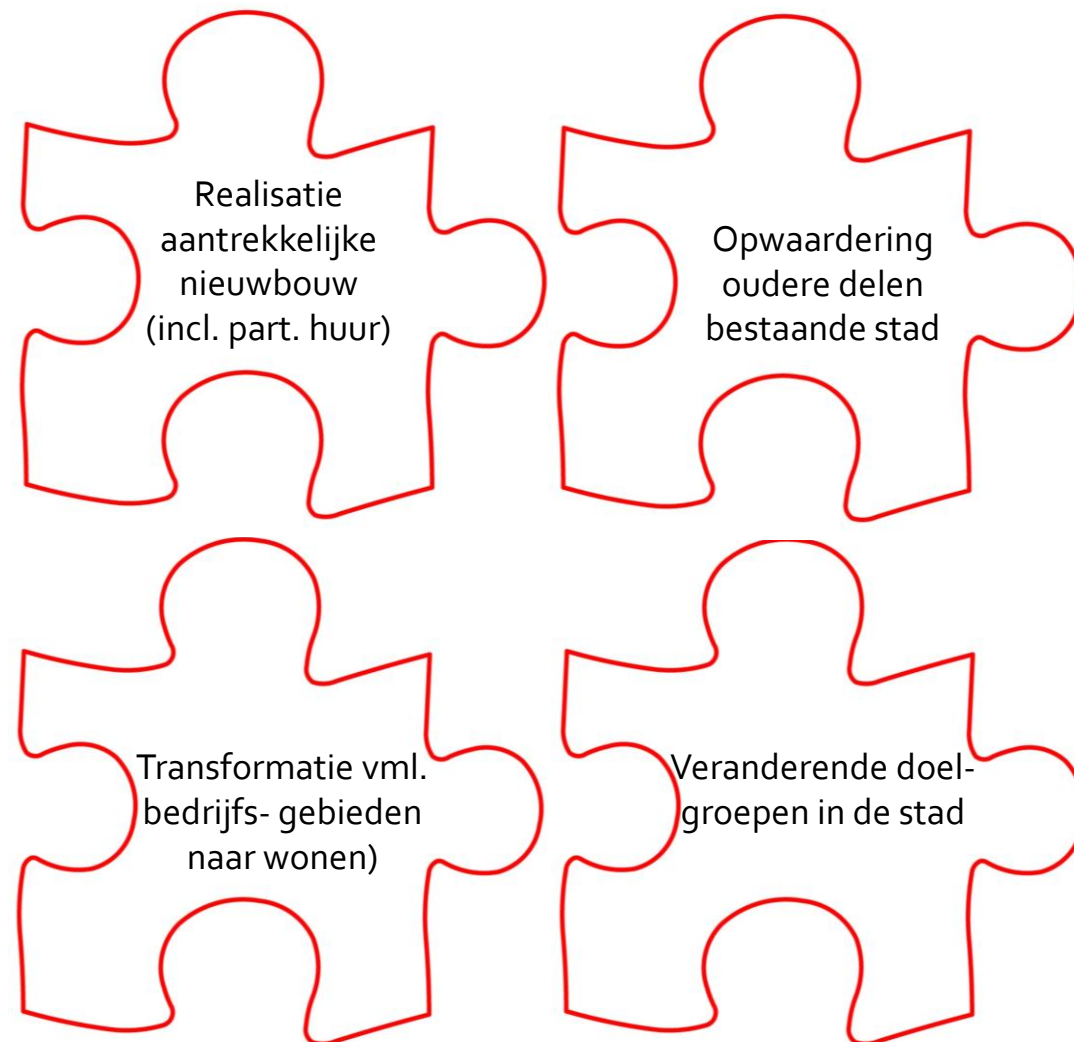 Realisatie
aantrekkelijke
nieuwbouw
(incl. part. huur)
Opwaardering
oudere delen
bestaande stad
Transformatie vml.
bedrijfs- gebieden
naar wonen)
Veranderende doel-
groepen in de stad